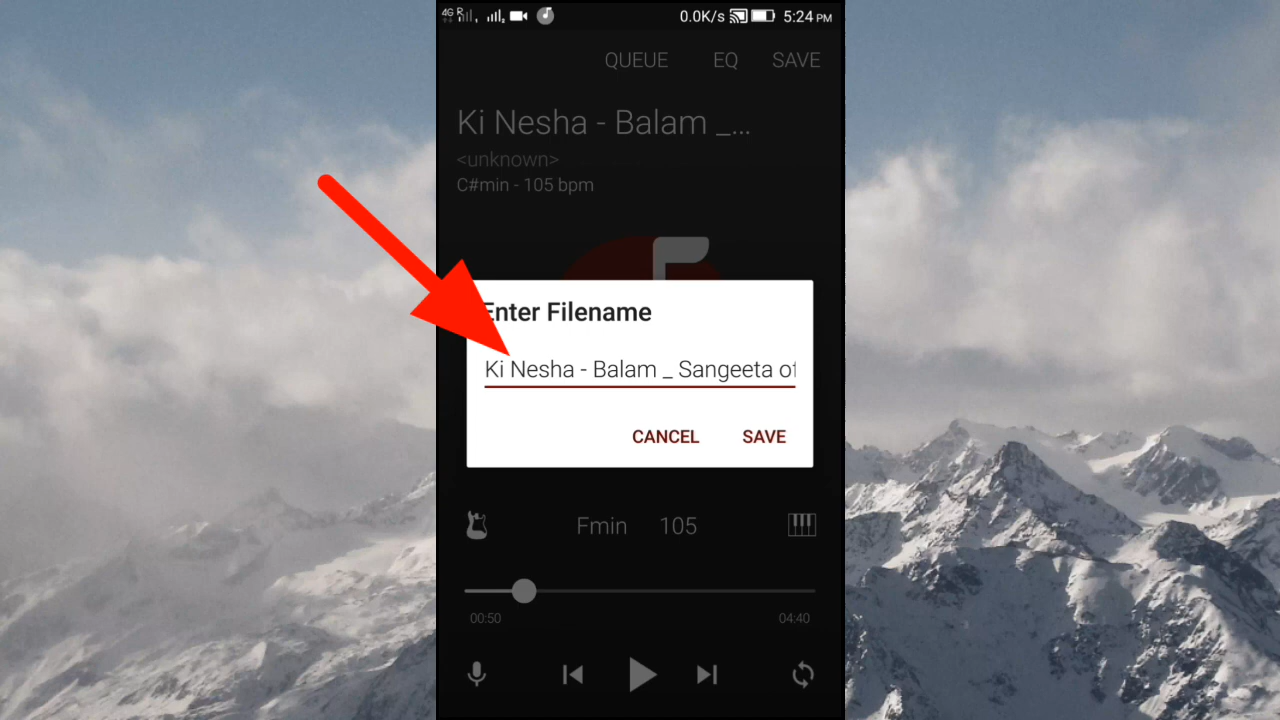 4G R 0.0K/s 5:24 PM
QUEUE EQ SAVE
Ki Nesha - Balam _...
<unknown>
C#min - 105 bpm
Enter Filename
Ki Nesha - Balam _ Sangeeta of
CANCEL SAVE
Fmin 105
00:50 04:40